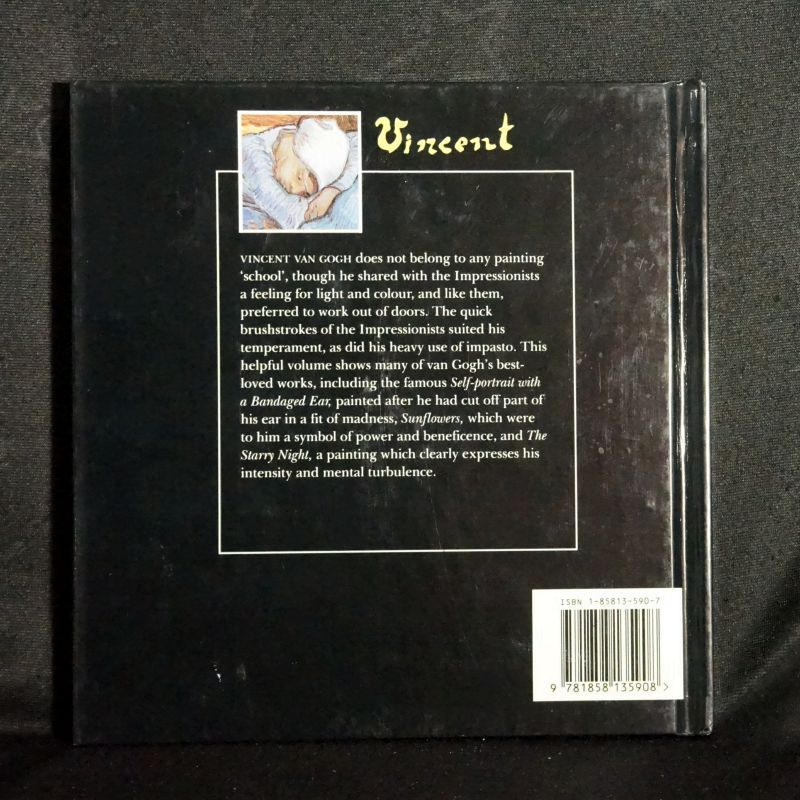 Vincent
VINCENT VAN GOGH does not belong to any painting
‘school’, though he shared with the Impressionists
a feeling for light and colour, and like them,
preferred to work out of doors. The quick
brushstrokes of the Impressionists suited his
temperament, as did his heavy use of impasto. This
helpful volume shows many of van Gogh’s best-
loved works, including the famous Self-portrait with
a Bandaged Ear, painted after he had cut off part of
his ear in a fit of madness, Sunflowers, which were
to him a symbol of power and beneficence, and The
Starry Night, a painting which clearly expresses his
intensity and mental turbulence.
ISBN 1-85813-590-7
9 781858 135908 >